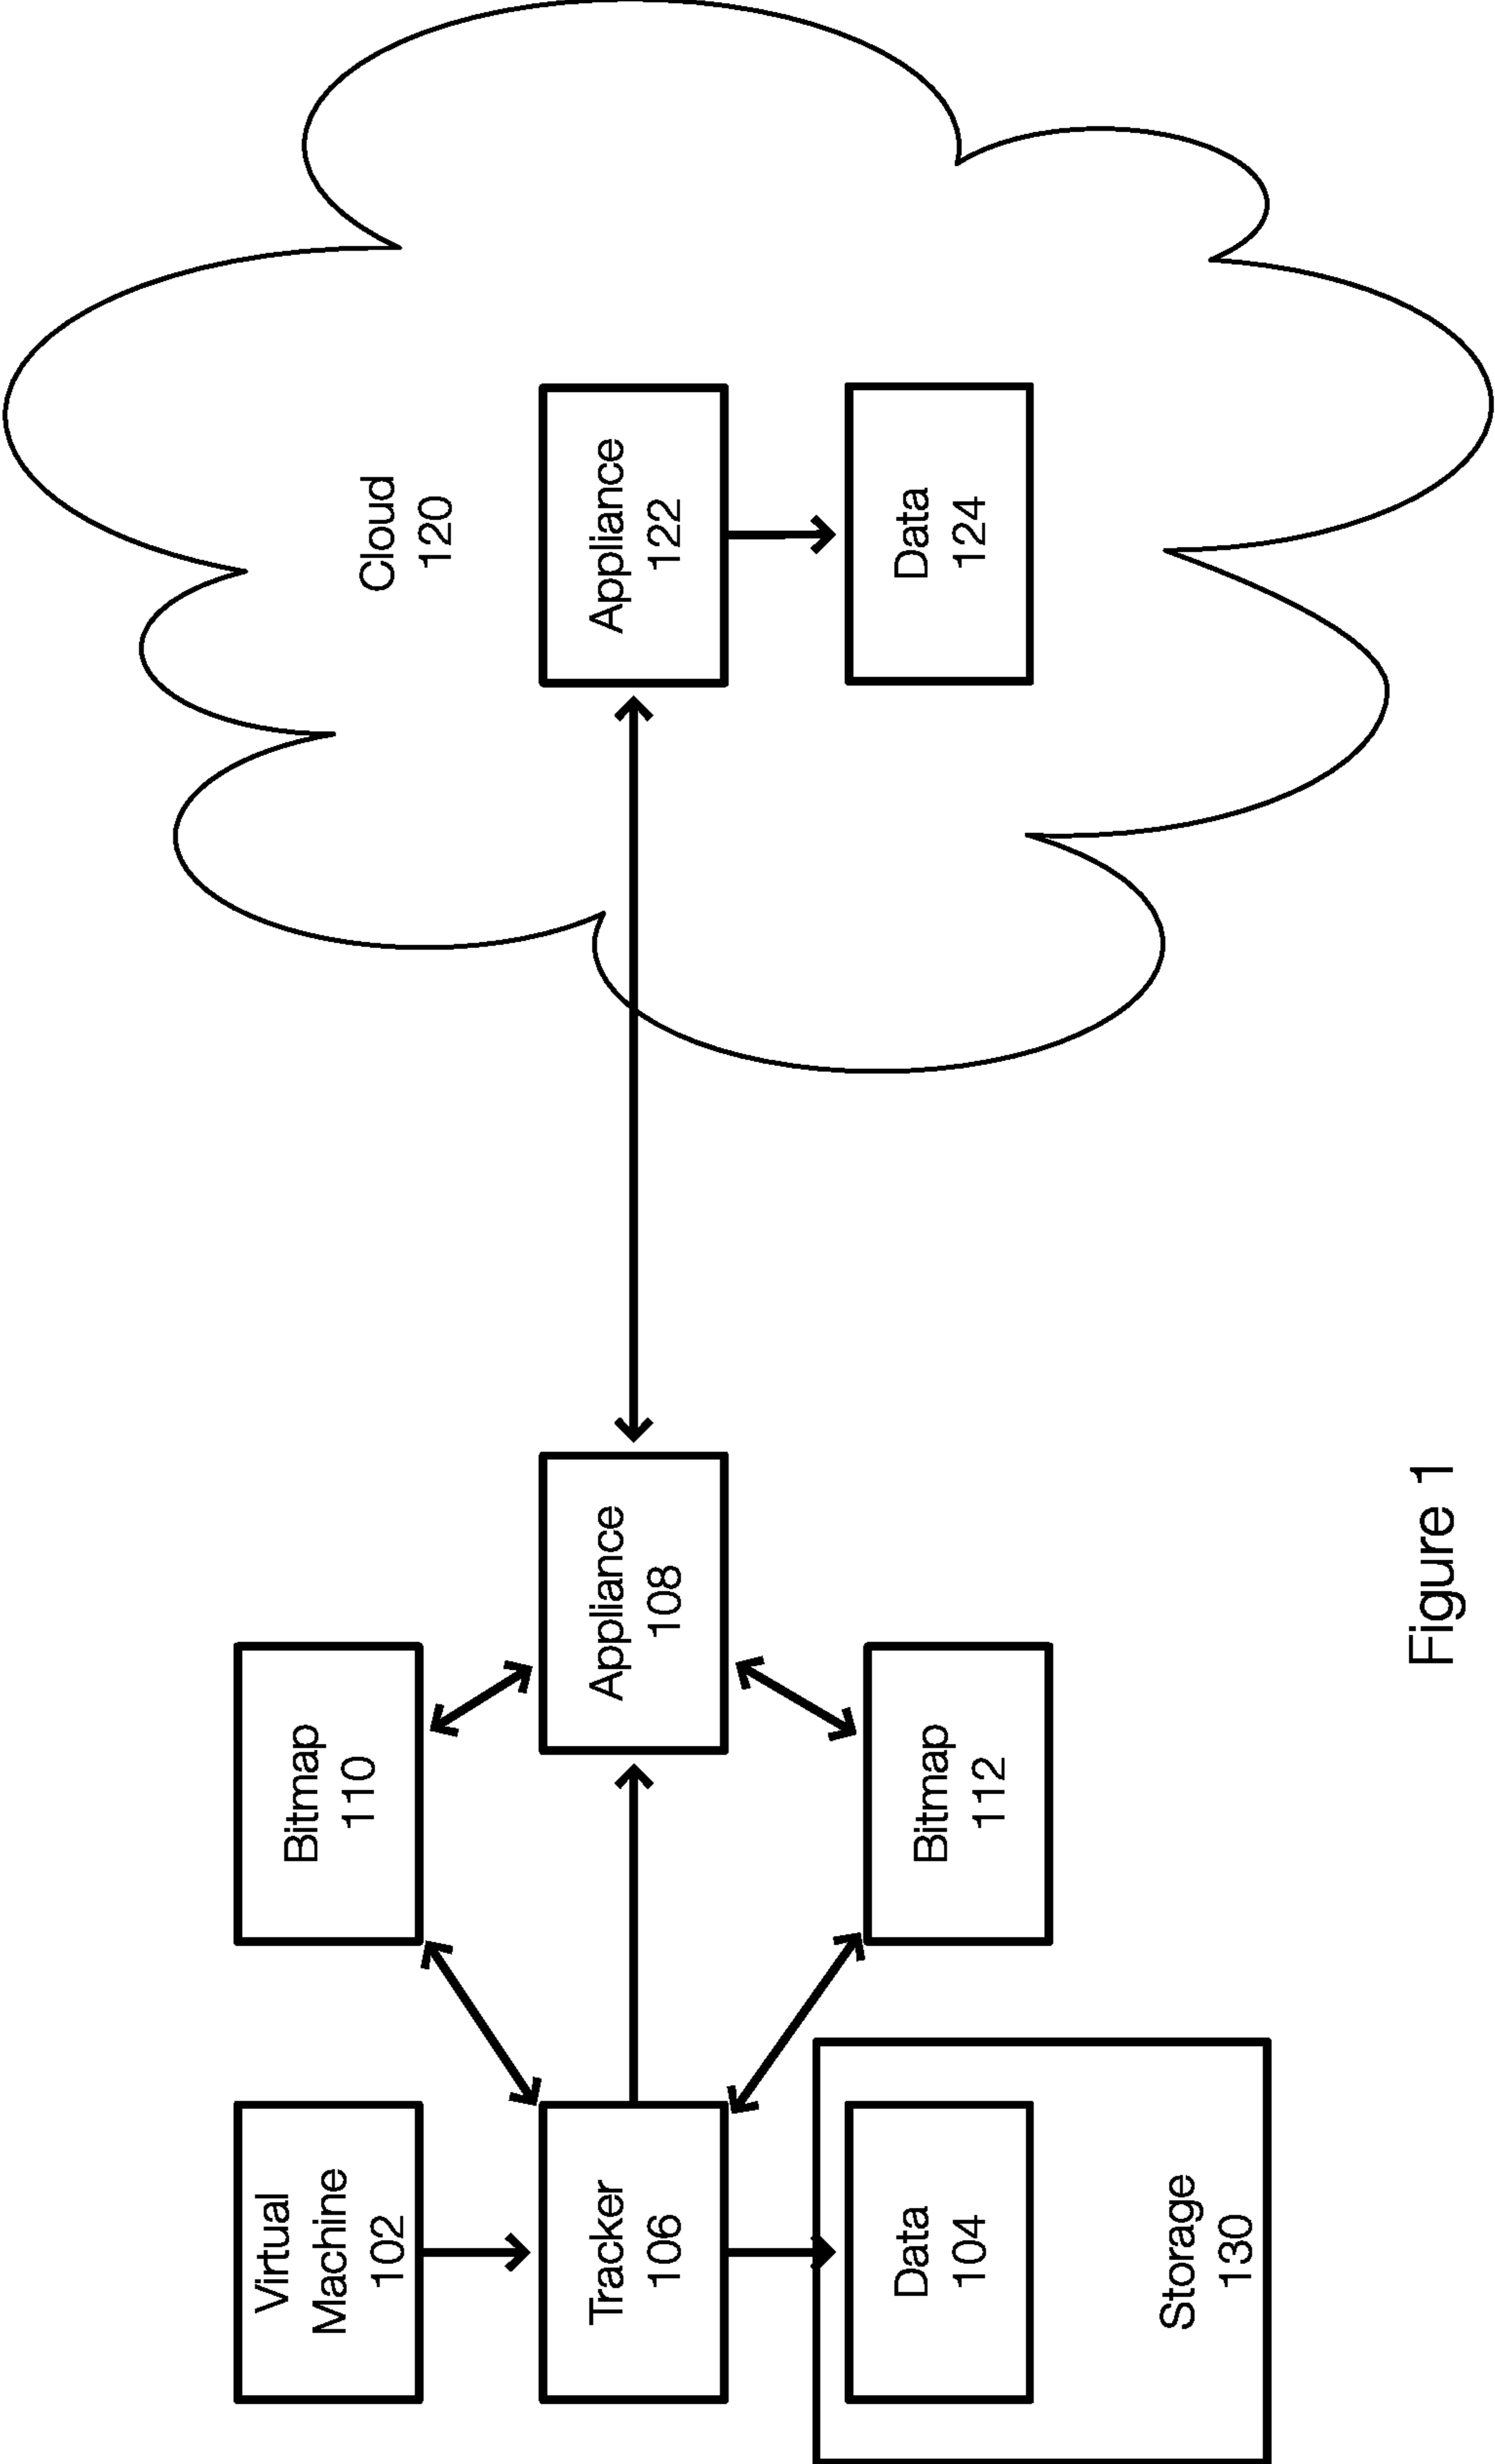 Virtual
Machine
102
Bitmap
110
Cloud
120
Tracker
106
Appliance
108
Appliance
122
Data
104
Bitmap
112
Data
124
Storage
130
Figure 1